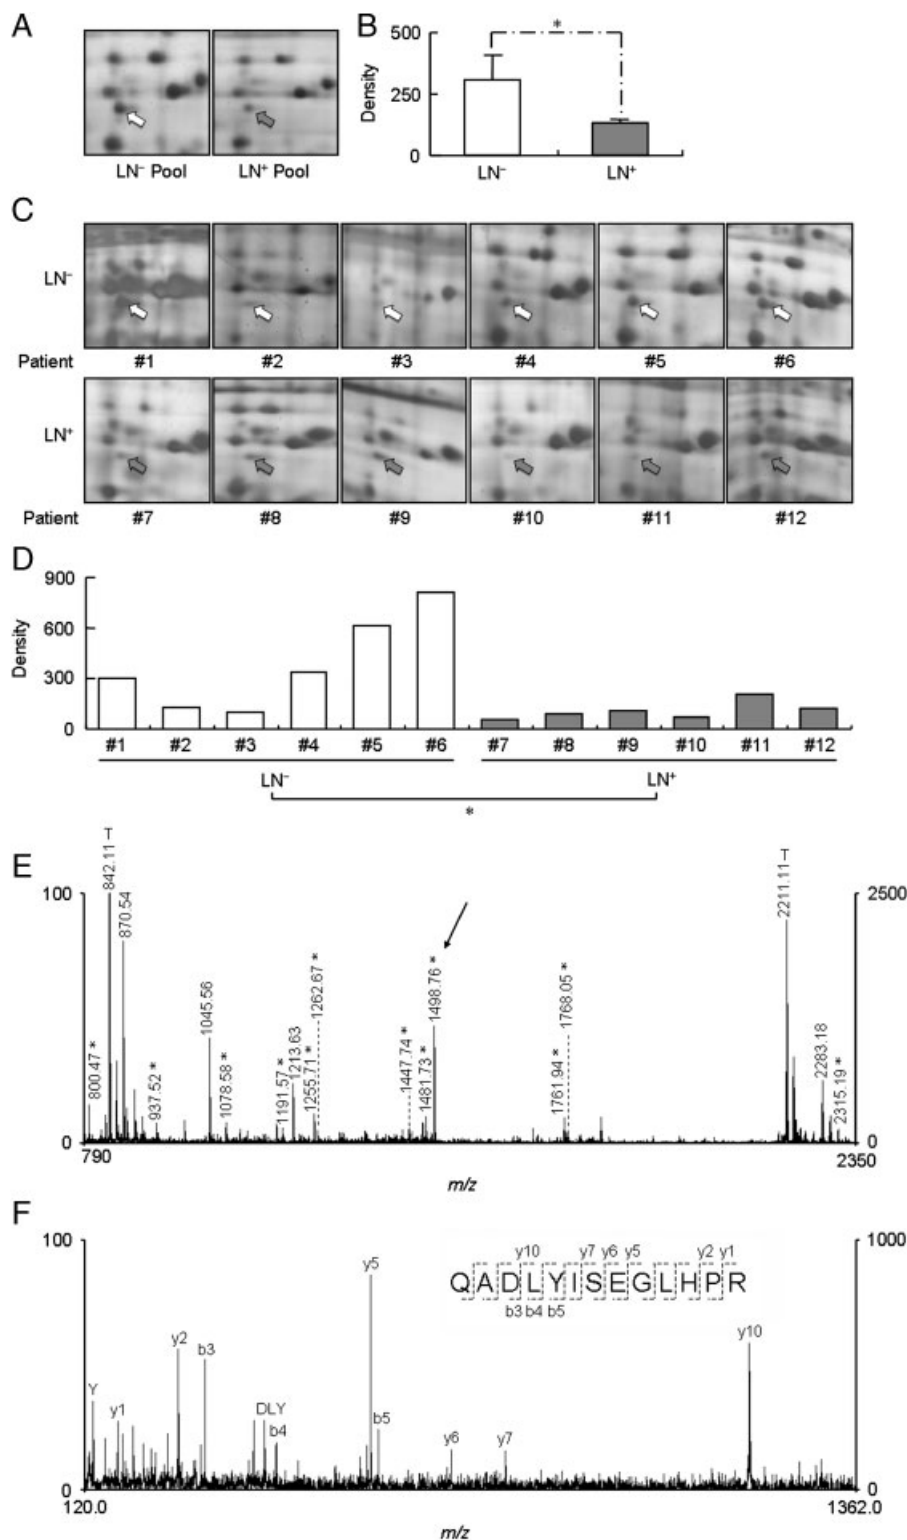 A
LN⁻ Pool LN⁺ Pool
B
Density
500
250
0
*
LN⁻ LN⁺
C
LN⁻
Patient #1 #2 #3 #4 #5 #6
LN⁺
Patient #7 #8 #9 #10 #11 #12
D
Density
900
600
300
0
#1 #2 #3 #4 #5 #6 #7 #8 #9 #10 #11 #12
LN⁻ LN⁺
*
E
100
0
2500
0
800.47 *
842.11 T
870.54
937.52 *
1045.56
1078.58 *
1191.57 *
1213.63
1255.71 *
1262.67 *
1447.74 *
1481.73 *
1498.76 *
1761.94 *
1768.05 *
2211.11 T
2283.18
2315.19 *
790 2350
m/z
F
100
0
1000
0
y10 y7 y6 y5 y2 y1
QADLYISEGLHPR
b3 b4 b5
Y
y1
y2
b3
DLY
b4
y5
b5
y6
y7
y10
120.0 1362.0
m/z